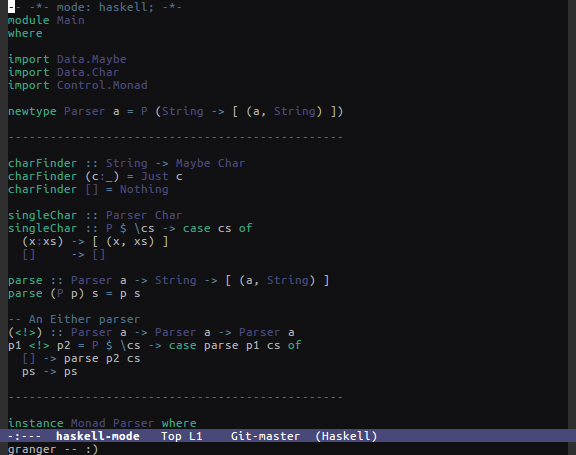 -- -*- mode: haskell; -*-
module Main
where
import Data.Maybe
import Data.Char
import Control.Monad
newtype Parser a = P (String -> [ (a, String) ])
------------------------------------------------
charFinder :: String -> Maybe Char
charFinder (c:_) = Just c
charFinder [] = Nothing
singleChar :: Parser Char
singleChar :: P $ \cs -> case cs of
  (x:xs) -> [ (x, xs) ]
  []     -> []
parse :: Parser a -> String -> [ (a, String) ]
parse (P p) s = p s
-- An Either parser
(<!>) :: Parser a -> Parser a -> Parser a
p1 <!> p2 = P $ \cs -> case parse p1 cs of
  [] -> parse p2 cs
  ps -> ps
------------------------------------------------
instance Monad Parser where
-:---  haskell-mode   Top L1    Git-master  (Haskell)
granger -- :)